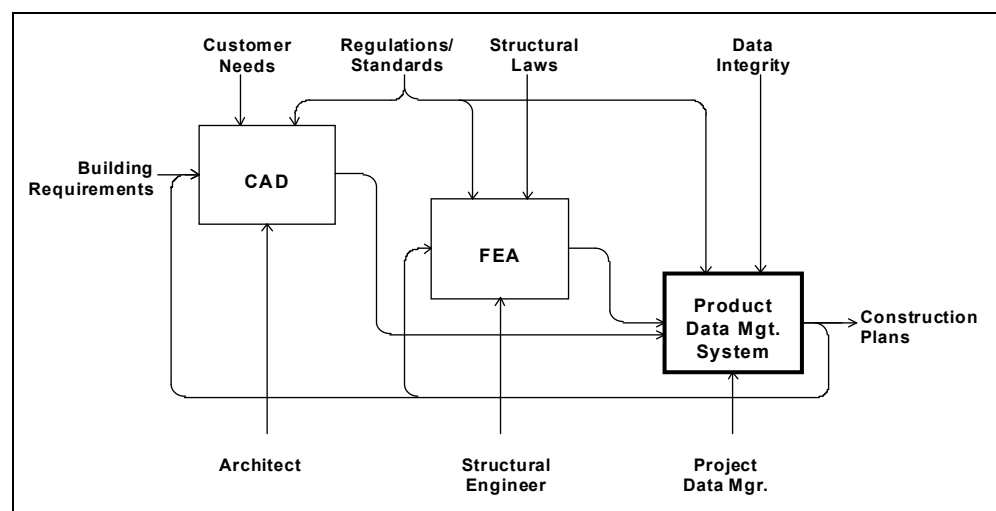 Customer
Needs
Regulations/
Standards
Structural
Laws
Data
Integrity
Building
Requirements
CAD
FEA
Product
Data Mgt.
System
Construction
Plans
Architect
Structural
Engineer
Project
Data Mgr.